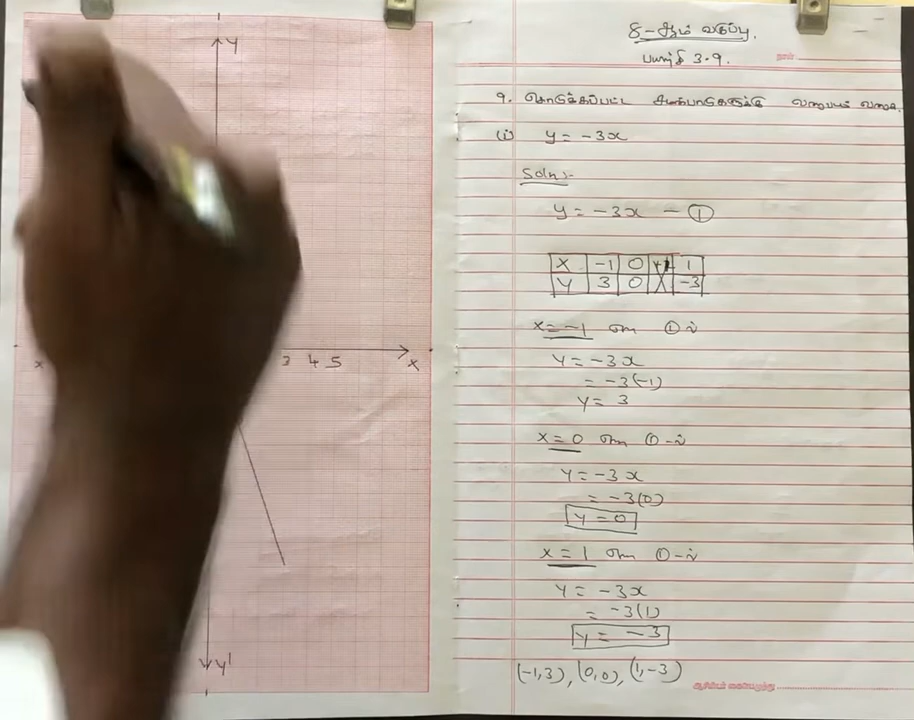 8-ஆம் வகுப்பு.
பயிற்சி 3.9.
9. கொடுக்கப்பட்ட சமன்பாடுகளுக்கு வரைபடம் வரைக.
(i) y = -3x
Soln:-
y = -3x — ①
X -1 0 1
Y 3 0 X -3
x = -1 என ①ல்
y = -3x
= -3(-1)
y = 3
x = 0 என ①-ல்
y = -3x
= -3(0)
y = 0
x = 1 என ①-ல்
y = -3x
= -3(1)
y = -3
(-1,3), (0,0), (1,-3)
Y
3 4 5
x X
Y'